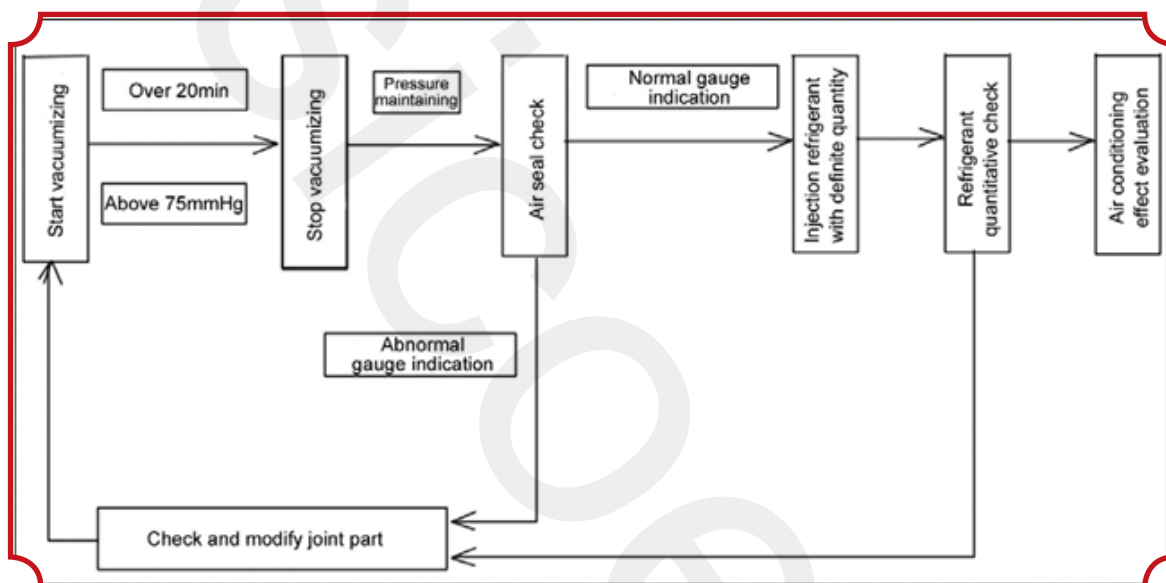 Start vacuumizing
Over 20min
Above 75mmHg
Stop vacuumizing
Pressure
maintaining
Air seal check
Normal gauge
indication
Injection refrigerant
with definite quantity
Refrigerant
quantitative check
Air conditioning
effect evaluation
Abnormal
gauge indication
Check and modify joint part